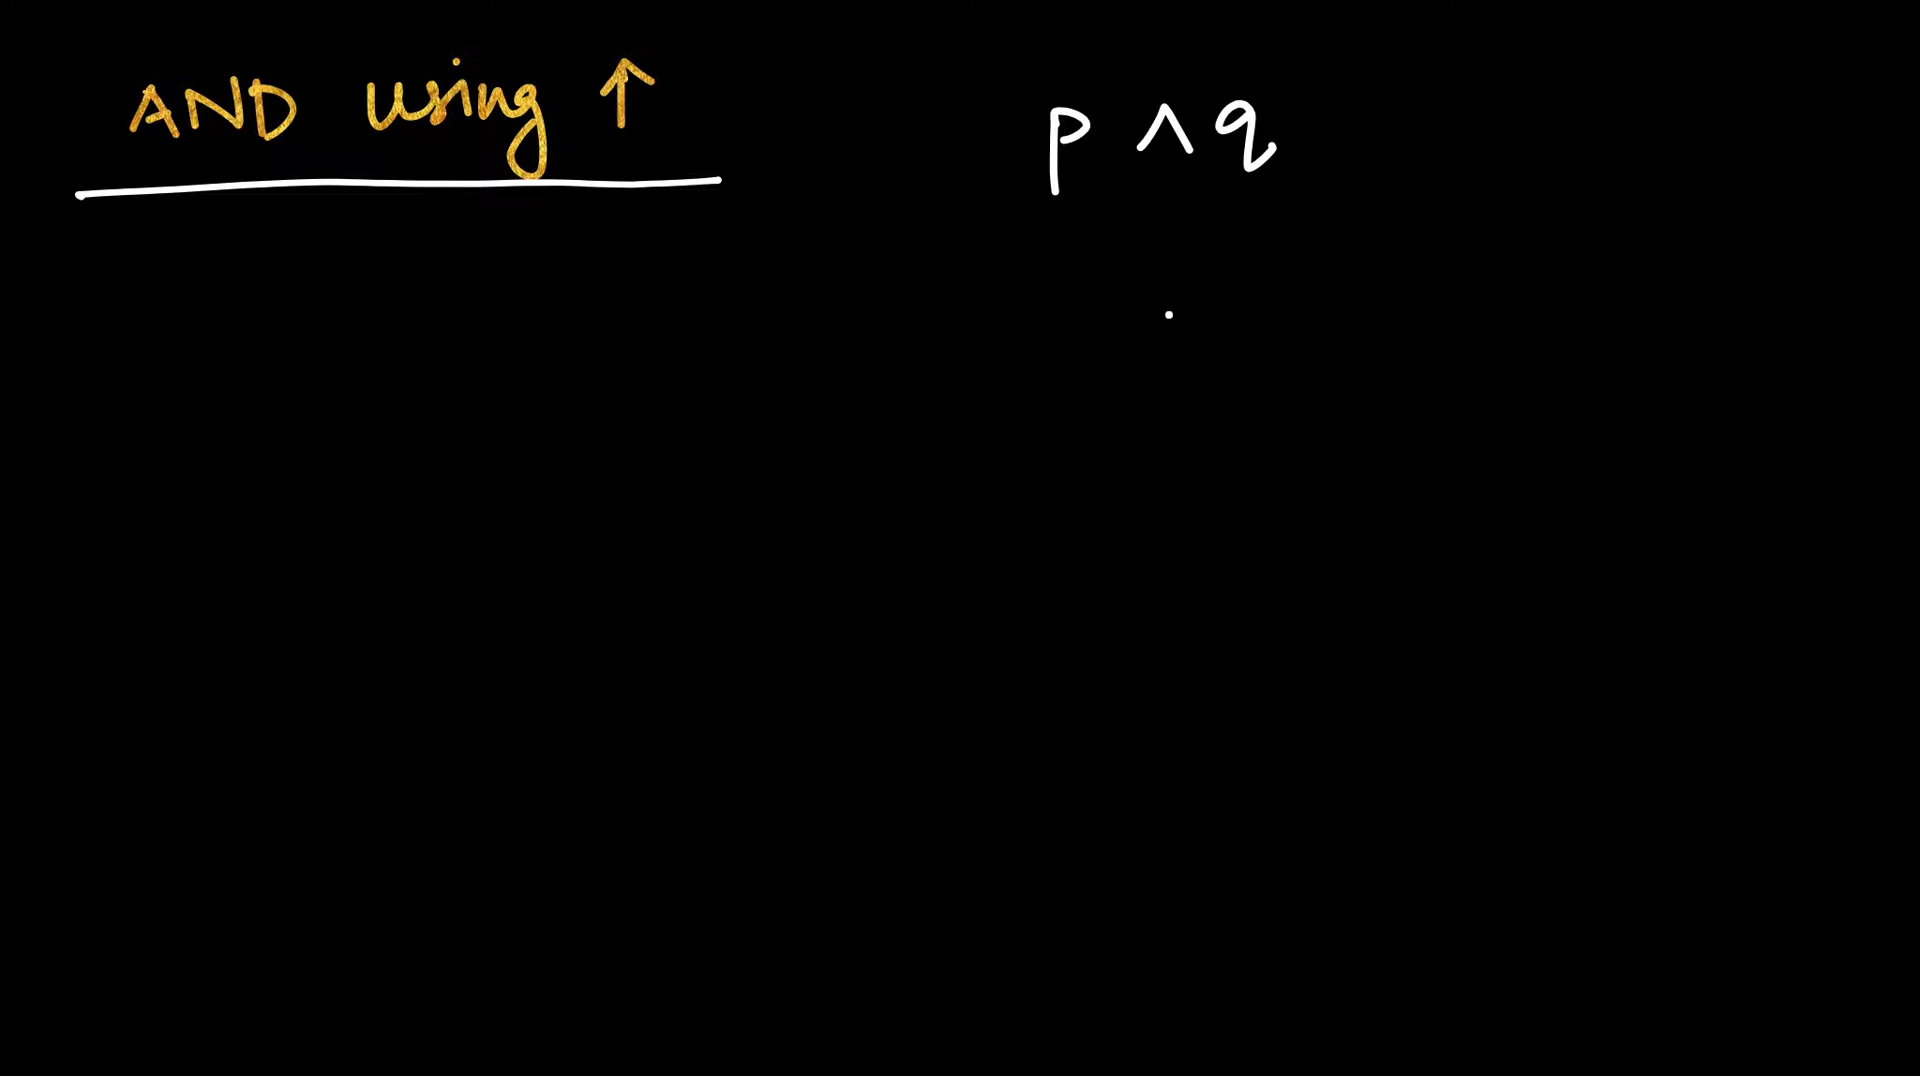 AND using ↑
p ∧ q